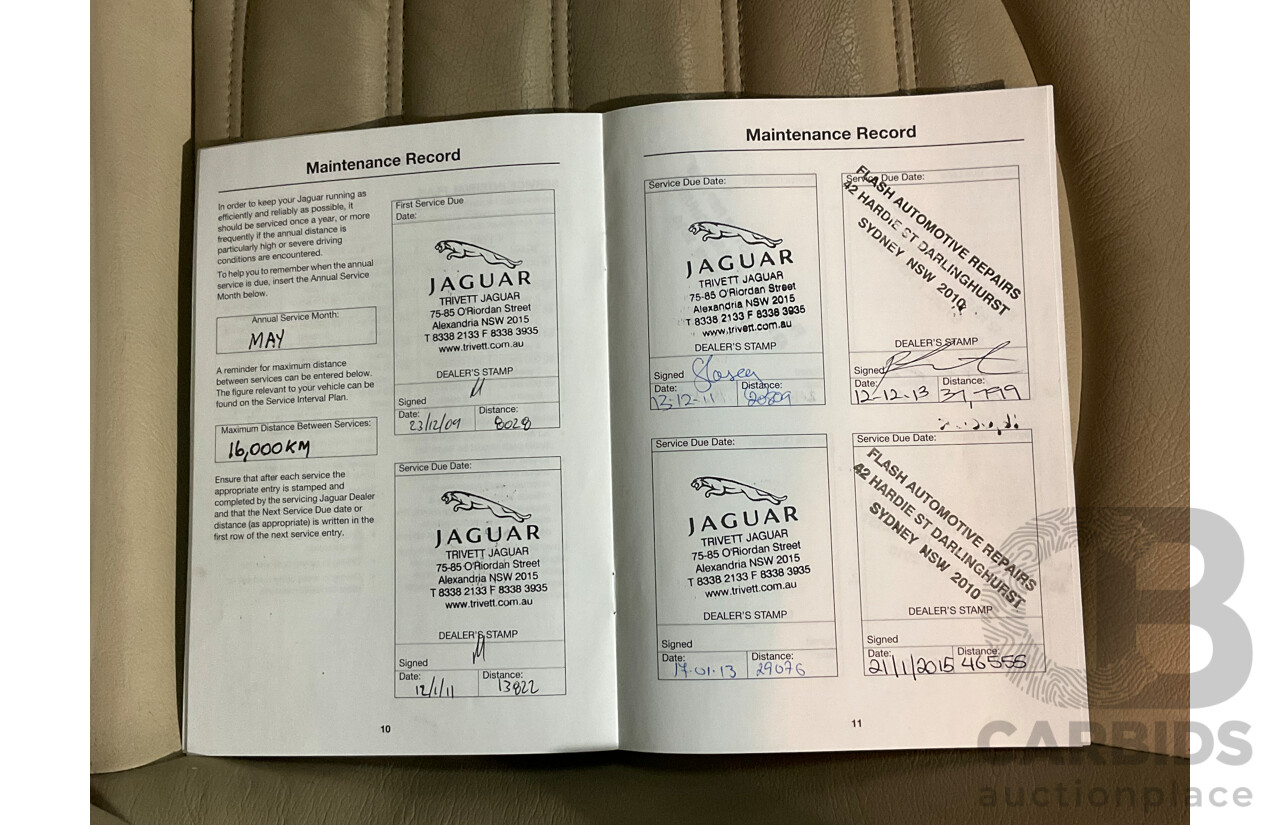 Maintenance Record
In order to keep your Jaguar running as
efficiently and reliably as possible, it
should be serviced once a year, or more
frequently if the annual distance is
particularly high or severe driving
conditions are encountered.
To help you to remember when the annual
service is due, insert the Annual Service
Month below.
Annual Service Month:
MAY
A reminder for maximum distance
between services can be entered below.
The figure relevant to your vehicle can be
found on the Service Interval Plan.
Maximum Distance Between Services:
16,000KM
Ensure that after each service the
appropriate entry is stamped and
completed by the servicing Jaguar Dealer
and that the Next Service Due date or
distance (as appropriate) is written in the
first row of the next service entry.
First Service Due
Date:
JAGUAR
TRIVETT JAGUAR
75-85 O'Riordan Street
Alexandria NSW 2015
T 8338 2133 F 8338 3935
www.trivett.com.au
DEALER'S STAMP
Signed
Date: Distance:
23/12/09 8028
Service Due Date:
JAGUAR
TRIVETT JAGUAR
75-85 O'Riordan Street
Alexandria NSW 2015
T 8338 2133 F 8338 3935
www.trivett.com.au
DEALER'S STAMP
Signed
Date: Distance:
12/1/11 13822
10
Maintenance Record
Service Due Date:
JAGUAR
TRIVETT JAGUAR
75-85 O'Riordan Street
Alexandria NSW 2015
T 8338 2133 F 8338 3935
www.trivett.com.au
DEALER'S STAMP
Signed
Date: Distance:
13-12-11
Service Due Date:
JAGUAR
TRIVETT JAGUAR
75-85 O'Riordan Street
Alexandria NSW 2015
T 8338 2133 F 8338 3935
www.trivett.com.au
DEALER'S STAMP
Signed
Date: Distance:
17-01-13 29076
Service Due Date:
FLASH AUTOMOTIVE REPAIRS
42 HARDIE ST DARLINGHURST
SYDNEY NSW 2010
DEALER'S STAMP
Signed
Date: Distance:
12-12-13 37,799
Service Due Date:
FLASH AUTOMOTIVE REPAIRS
42 HARDIE ST DARLINGHURST
SYDNEY NSW 2010
DEALER'S STAMP
Signed
Date: Distance:
21/1/2015 46555
11
CARBIDS
auctionplace